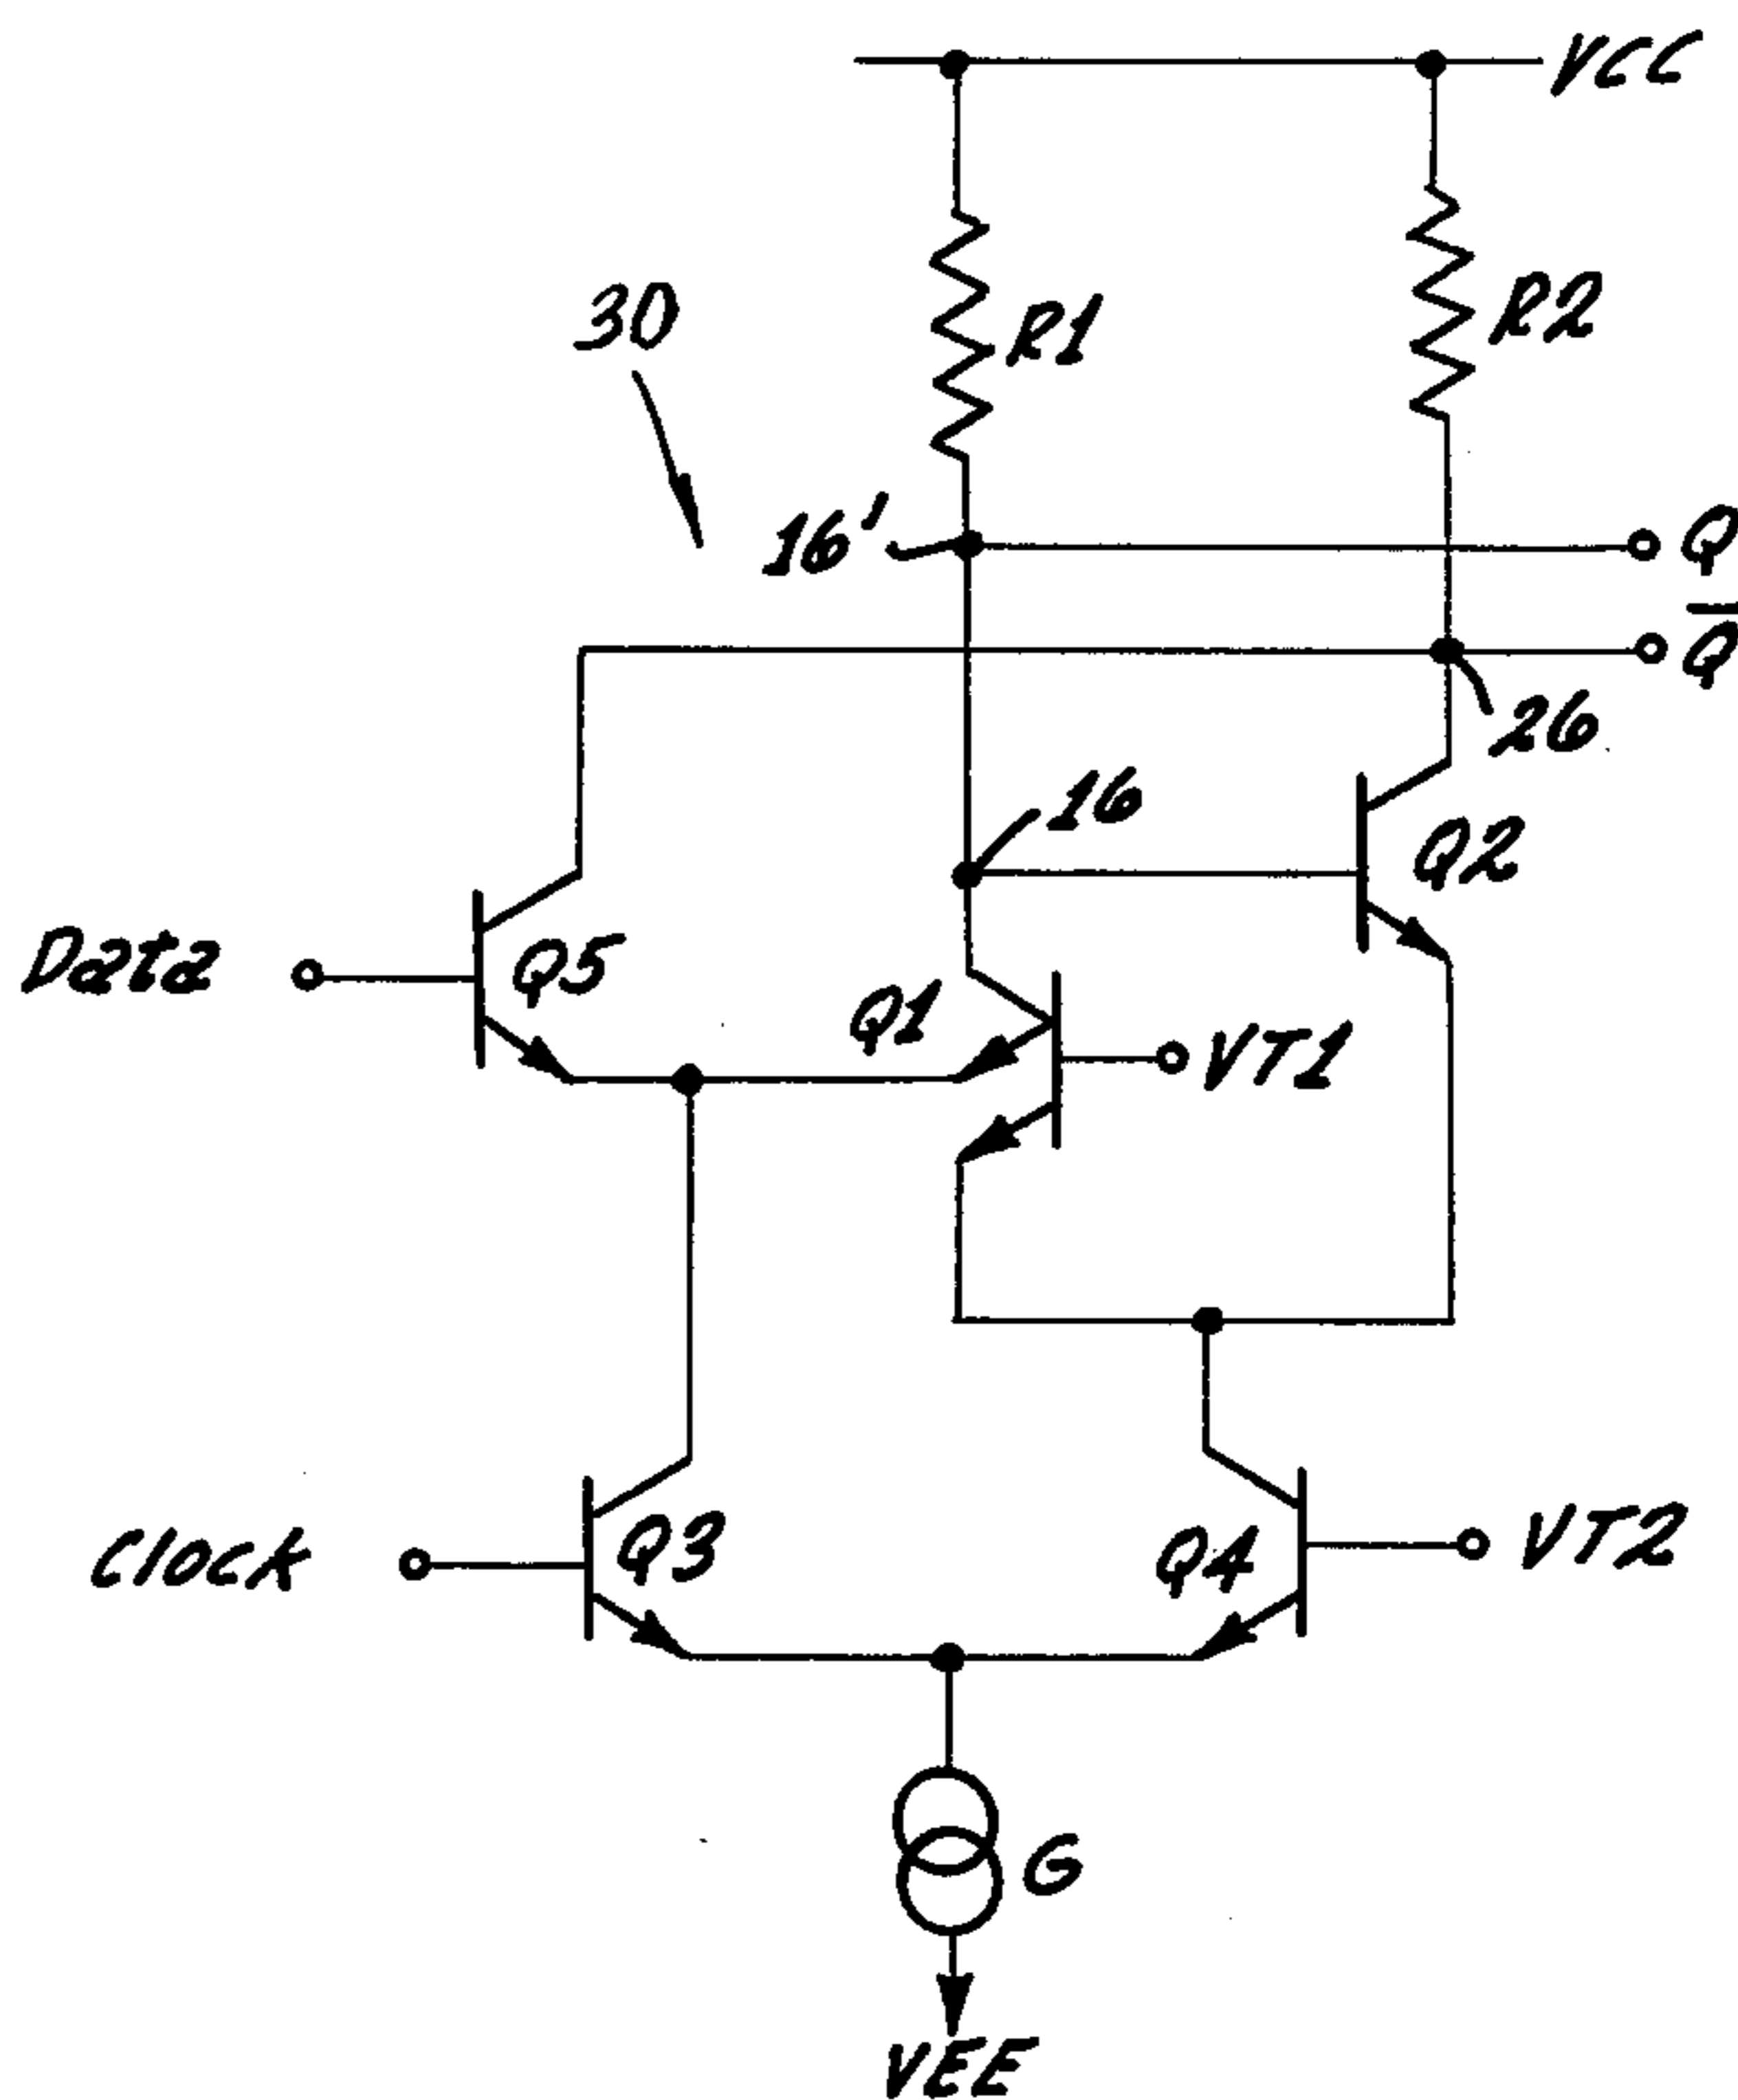 VCC
30
R1
R2
16'
Q
Q̅
26
16
Q2
Data
Q5
Q1
VT1
Clock
Q3
Q4
VT2
G
VEE